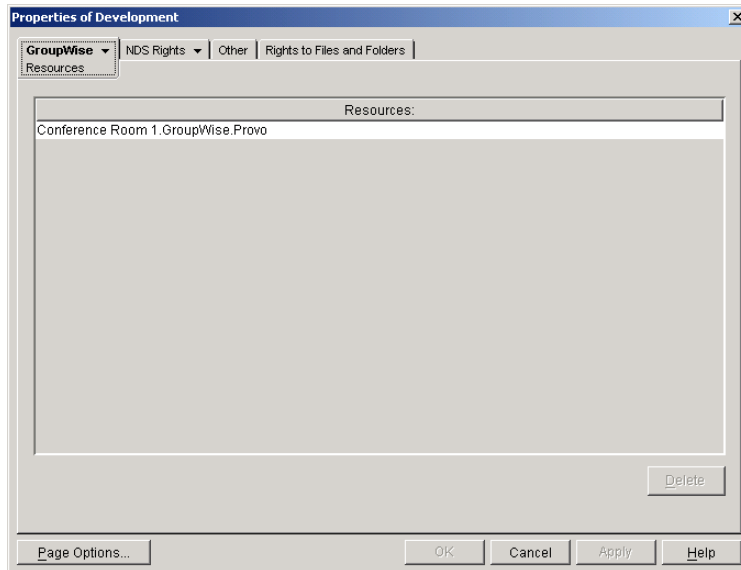 Properties of Development
GroupWise NDS Rights Other Rights to Files and Folders
Resources
Resources:
Conference Room 1.GroupWise.Provo
Delete
Page Options... OK Cancel Apply Help